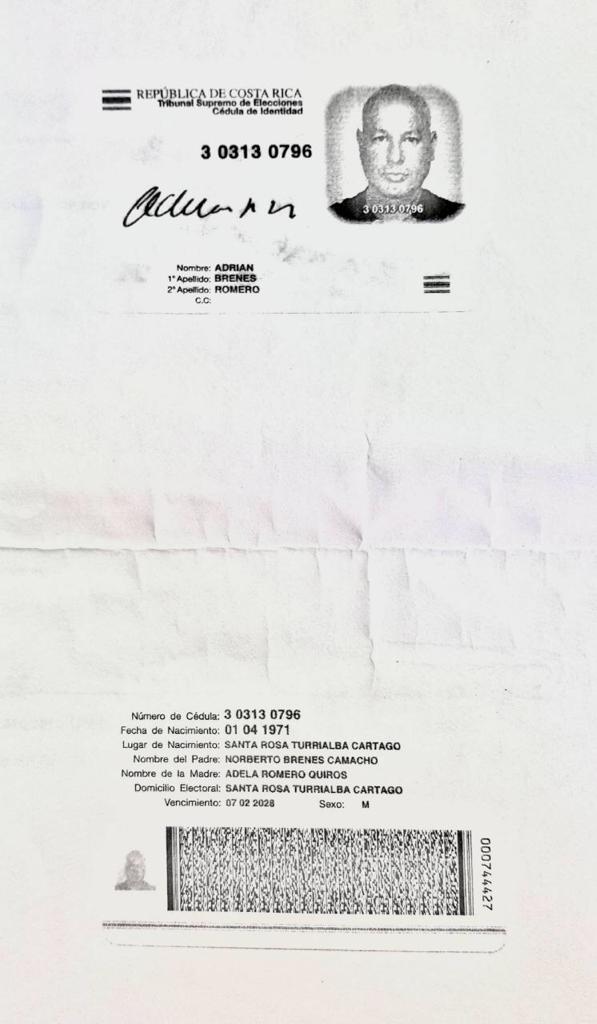 REPÚBLICA DE COSTA RICA
Tribunal Supremo de Elecciones
Cédula de Identidad
3 0313 0796
3 0313 0796
Nombre: ADRIAN
1° Apellido: BRENES
2° Apellido: ROMERO
C.C:
Número de Cédula: 3 0313 0796
Fecha de Nacimiento: 01 04 1971
Lugar de Nacimiento: SANTA ROSA TURRIALBA CARTAGO
Nombre del Padre: NORBERTO BRENES CAMACHO
Nombre de la Madre: ADELA ROMERO QUIROS
Domicilio Electoral: SANTA ROSA TURRIALBA CARTAGO
Vencimiento: 07 02 2028 Sexo: M
000744427